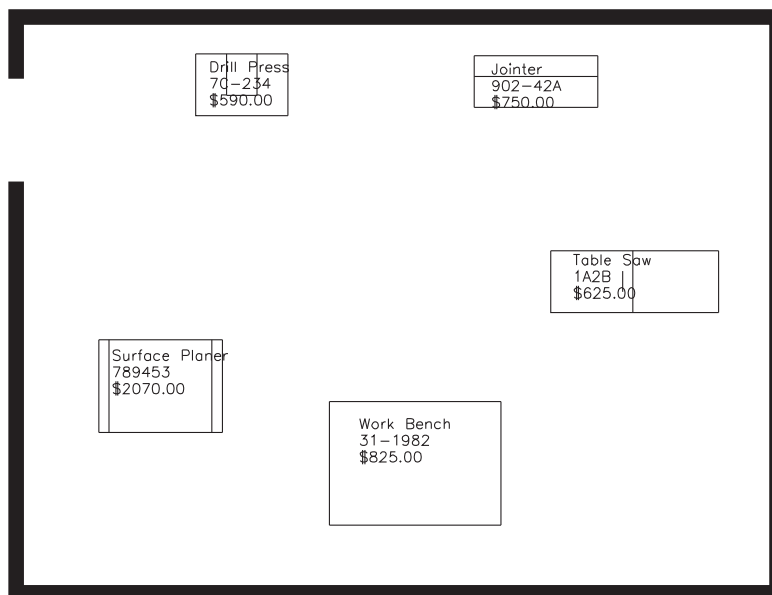 Drill Press
7C-234
$590.00
Jointer
902-42A
$750.00
Table Saw
1A2B
$625.00
Surface Planer
789453
$2070.00
Work Bench
31-1982
$825.00